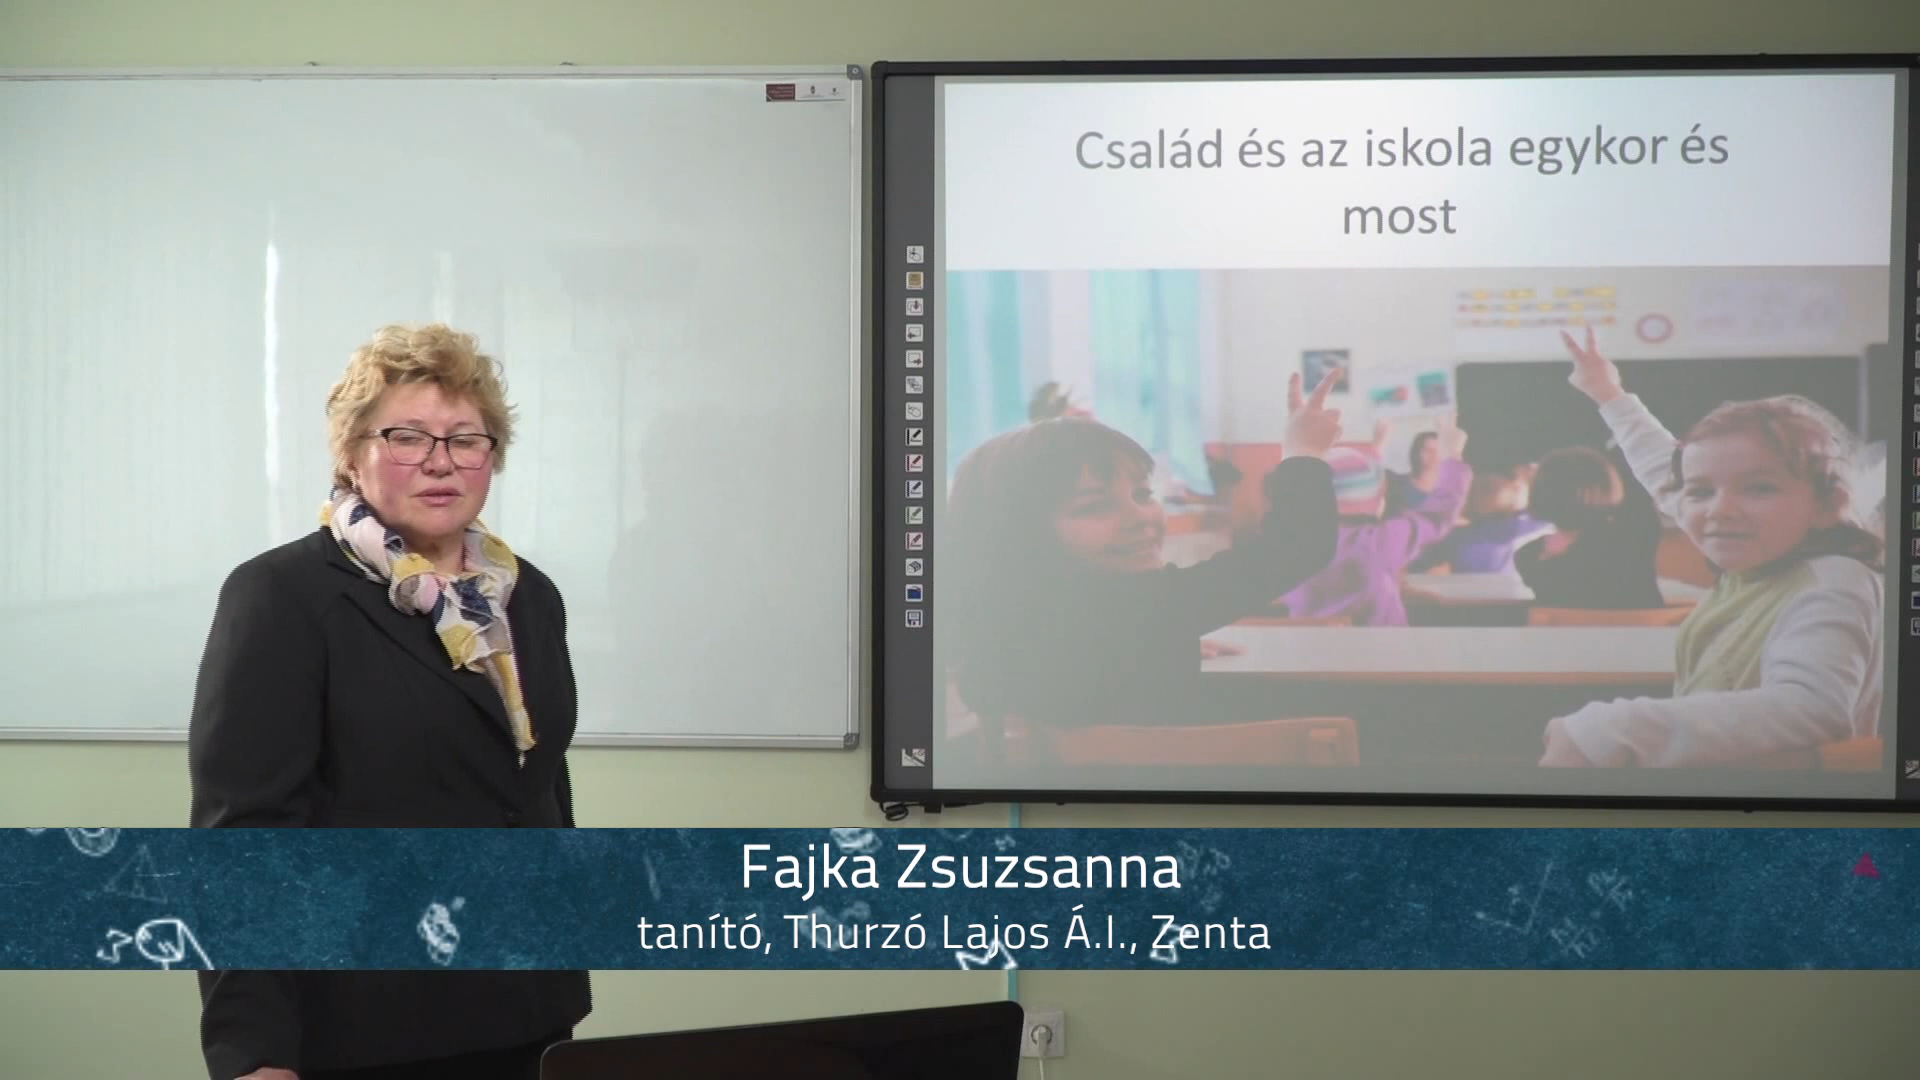 Család és az iskola egykor és
most
Fajka Zsuzsanna
tanító, Thurzó Lajos Á.I., Zenta